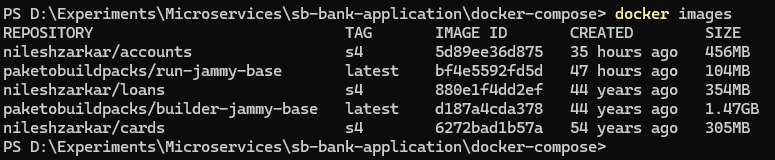 PS D:\Experiments\Microservices\sb-bank-application\docker-compose> docker images
REPOSITORY TAG IMAGE ID CREATED SIZE
nileshzarkar/accounts s4 5d89ee36d875 35 hours ago 456MB
paketobuildpacks/run-jammy-base latest bf4e5592fd5d 47 hours ago 104MB
nileshzarkar/loans s4 880e1f4dd2ef 44 years ago 354MB
paketobuildpacks/builder-jammy-base latest d187a4cda378 44 years ago 1.47GB
nileshzarkar/cards s4 6272bad1b57a 54 years ago 305MB
PS D:\Experiments\Microservices\sb-bank-application\docker-compose>